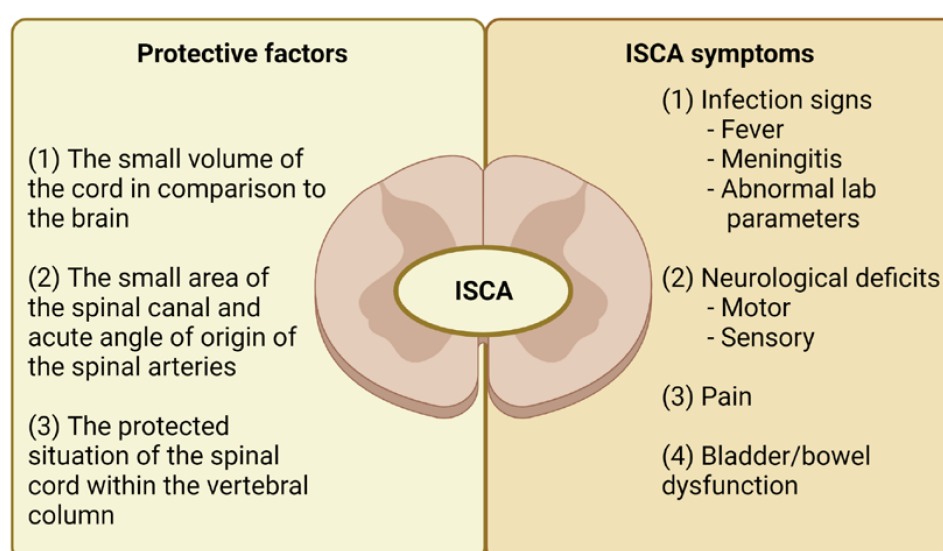 Protective factors
(1) The small volume of
the cord in comparison to
the brain
(2) The small area of
the spinal canal and
acute angle of origin of
the spinal arteries
(3) The protected
situation of the spinal
cord within the vertebral
column
ISCA
ISCA symptoms
(1) Infection signs
- Fever
- Meningitis
- Abnormal lab
parameters
(2) Neurological deficits
- Motor
- Sensory
(3) Pain
(4) Bladder/bowel
dysfunction